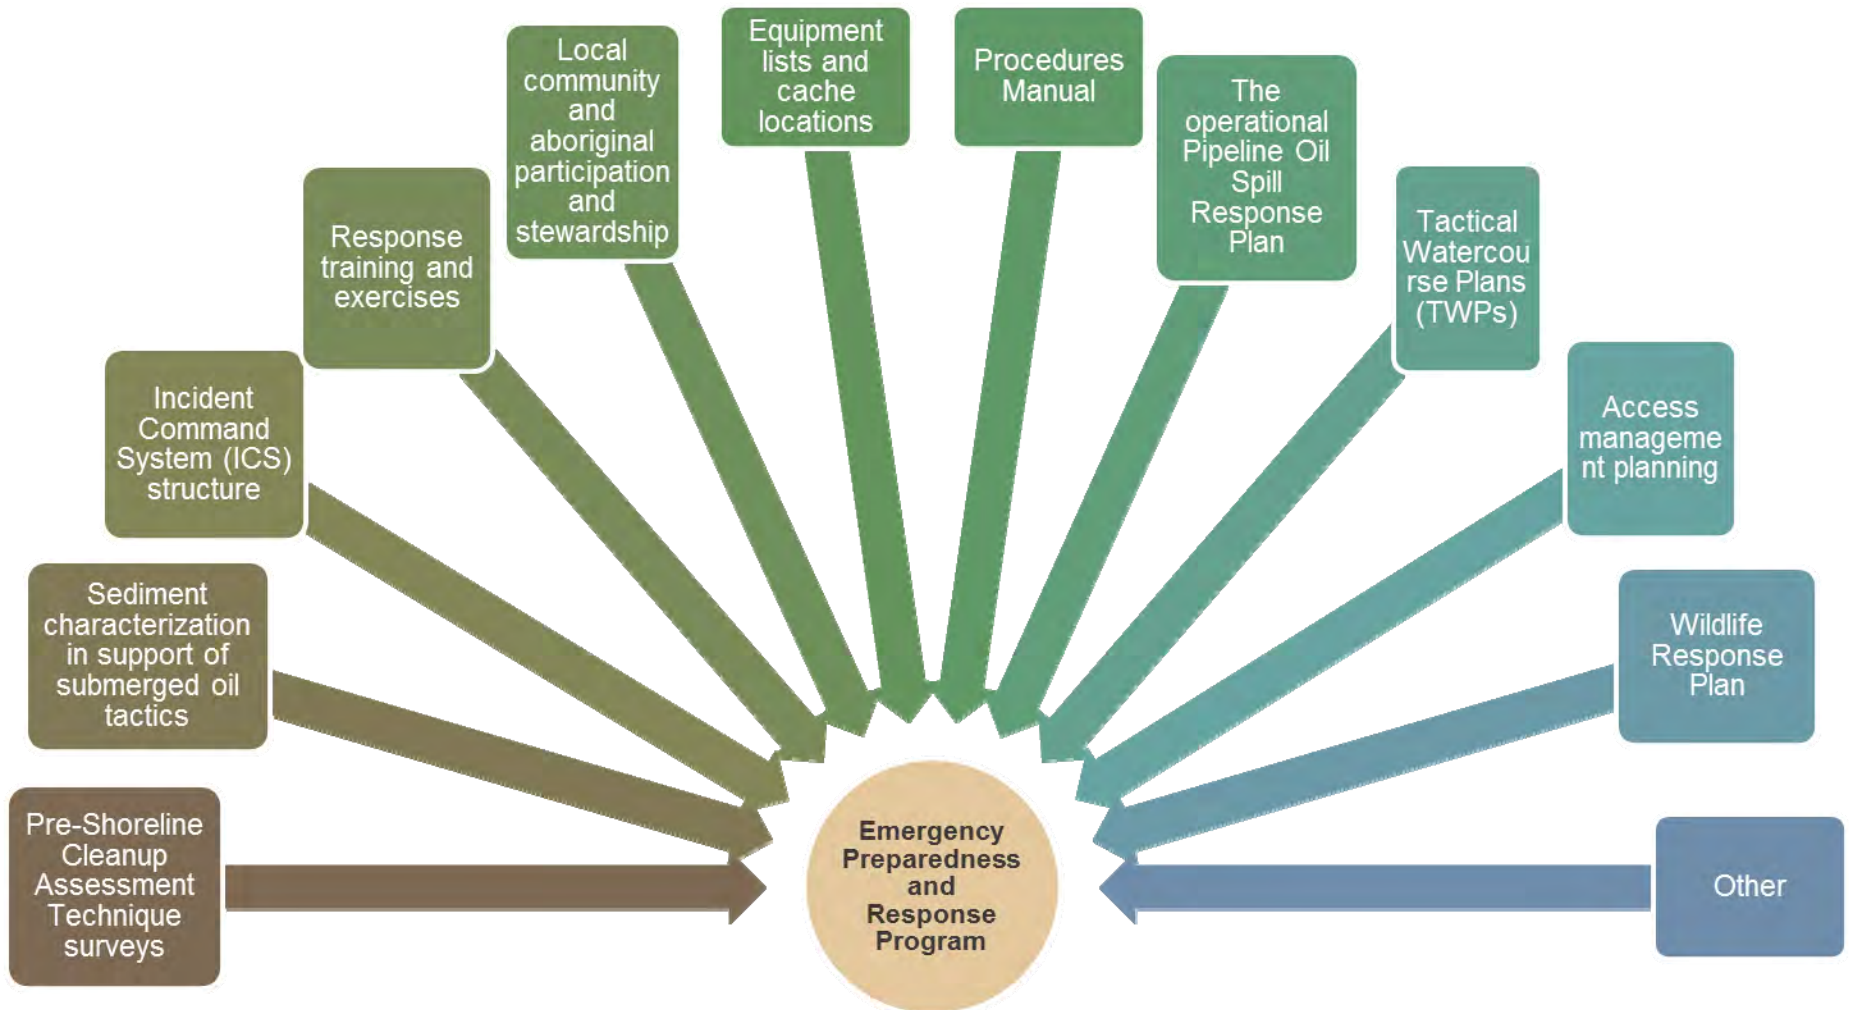 Pre-Shoreline
Cleanup
Assessment
Technique
surveys
Sediment
characterization
in support of
submerged oil
tactics
Incident
Command
System (ICS)
structure
Response
training and
exercises
Local
community
and
aboriginal
participation
and
stewardship
Equipment
lists and
cache
locations
Procedures
Manual
The
operational
Pipeline Oil
Spill
Response
Plan
Tactical
Watercou
rse Plans
(TWPs)
Access
manageme
nt planning
Wildlife
Response
Plan
Other
Emergency
Preparedness
and
Response
Program